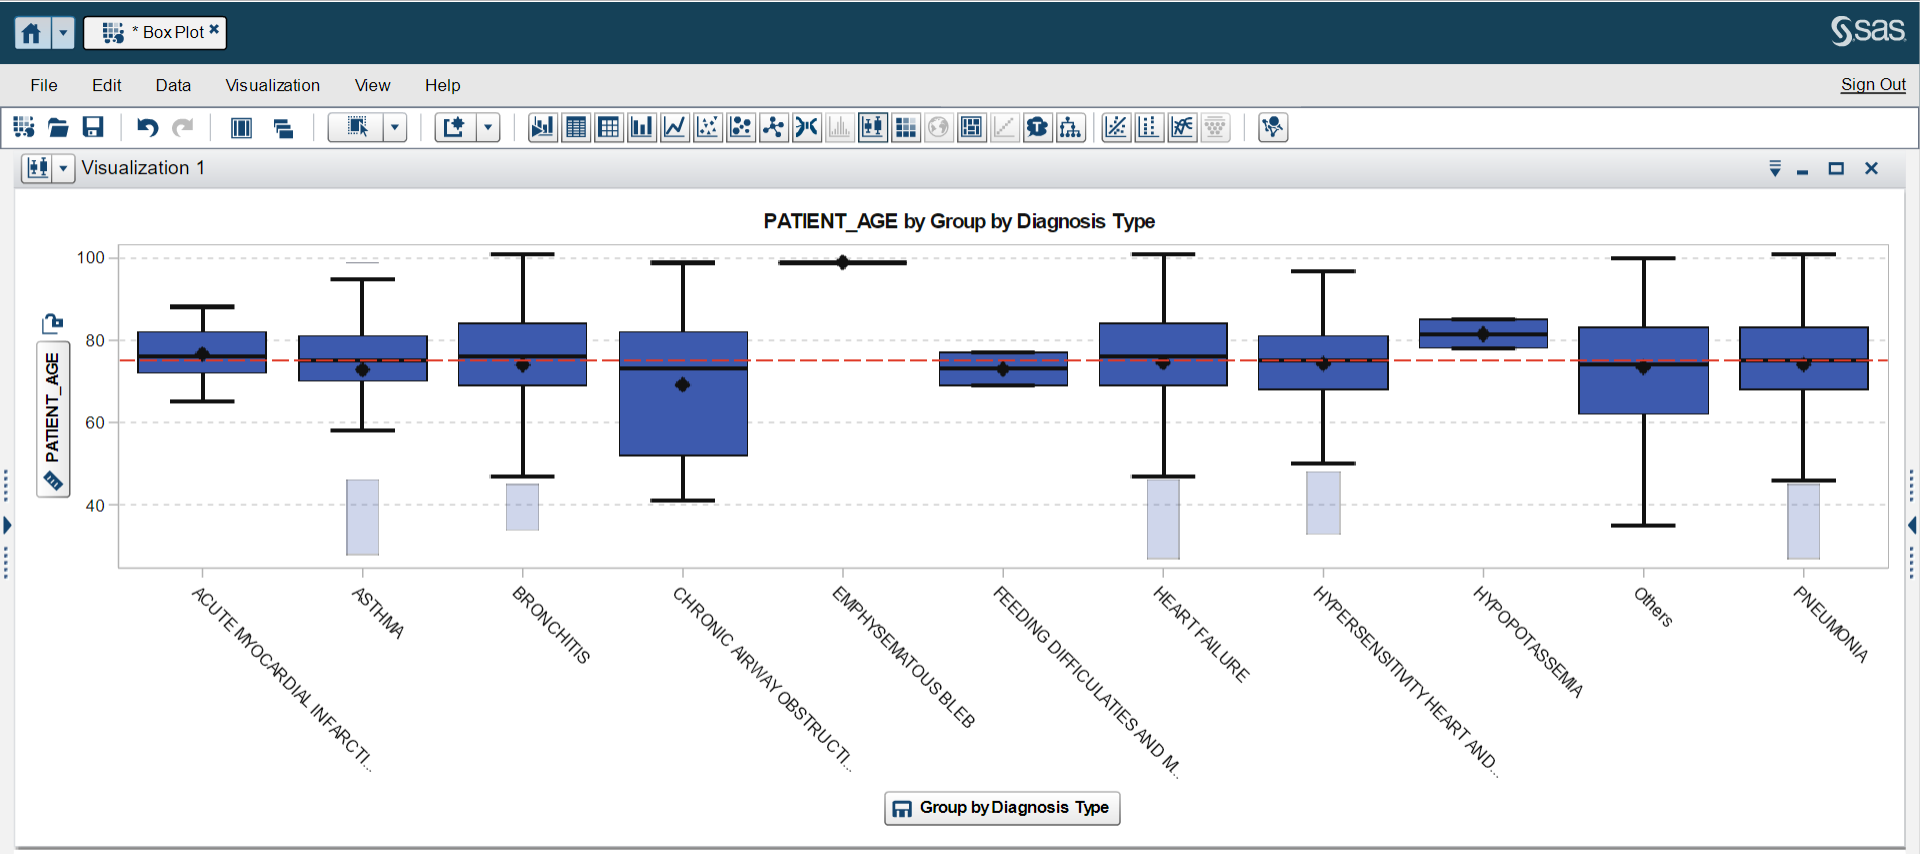 * Box Plot
sas
File Edit Data Visualization View Help
Sign Out
Visualization 1
PATIENT_AGE by Group by Diagnosis Type
100
80
60
40
PATIENT_AGE
ACUTE MYOCARDIAL INFARCTI...
ASTHMA
BRONCHITIS
CHRONIC AIRWAY OBSTRUCTI...
EMPHYSEMATOUS BLEB
FEEDING DIFFICULATIES AND M...
HEART FAILURE
HYPERSENSITIVITY HEART AND...
HYPOPOTASSEMIA
Others
PNEUMONIA
Group by Diagnosis Type